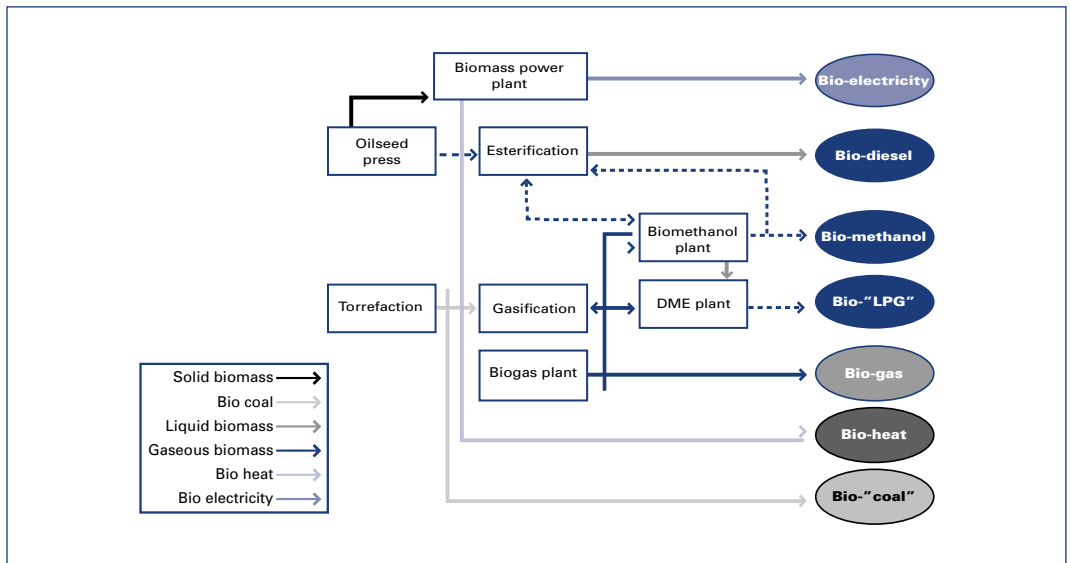 Biomass power
plant
Bio-electricity
Oilseed
press
Esterification
Bio-diesel
Biomethanol
plant
Bio-methanol
Torrefaction
Gasification
DME plant
Bio-”LPG”
Biogas plant
Bio-gas
Solid biomass
Bio coal
Liquid biomass
Gaseous biomass
Bio heat
Bio electricity
Bio-heat
Bio-”coal”